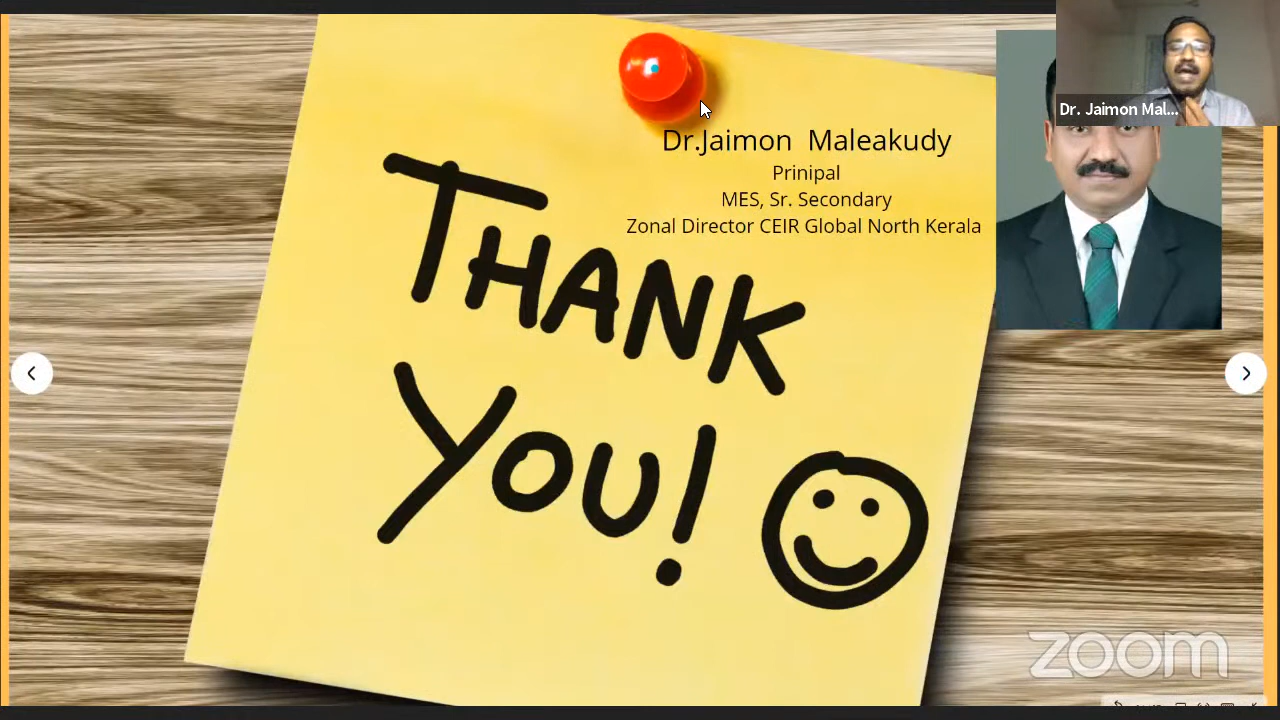 Dr. Jaimon Mal...
Dr.Jaimon Maleakudy
Prinipal
MES, Sr. Secondary
Zonal Director CEIR Global North Kerala
THANK
YOU!
zoom